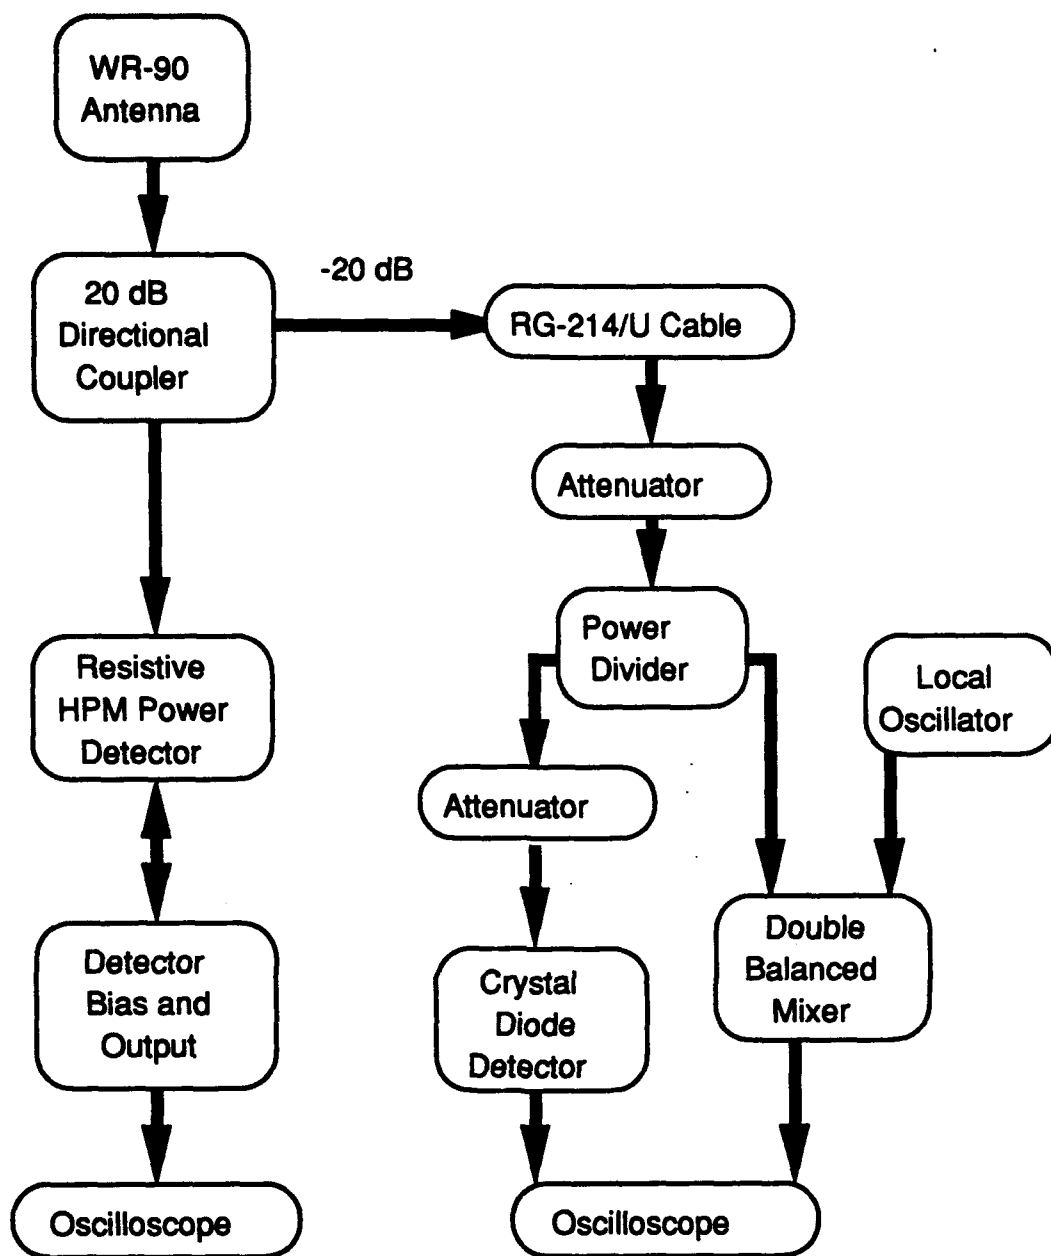 WR-90
Antenna
20 dB
Directional
Coupler
-20 dB
RG-214/U Cable
Attenuator
Power
Divider
Local
Oscillator
Resistive
HPM Power
Detector
Attenuator
Double
Balanced
Mixer
Detector
Bias and
Output
Crystal
Diode
Detector
Oscilloscope
Oscilloscope